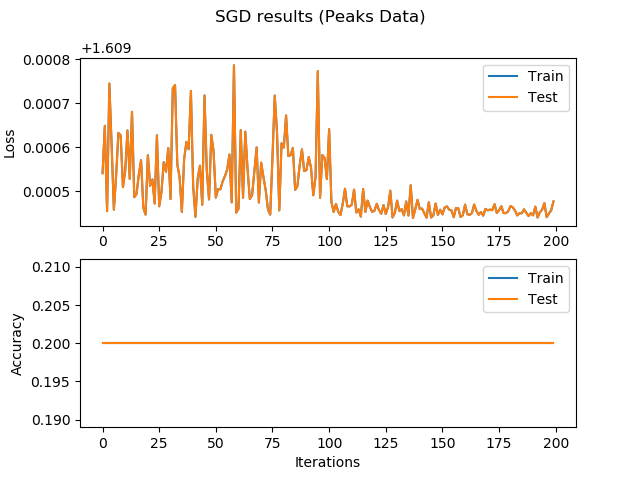 SGD results (Peaks Data)
+1.609
0.0008
0.0007
0.0006
0.0005
Loss
Train
Test
0 25 50 75 100 125 150 175 200
0.210
0.205
0.200
0.195
0.190
Accuracy
Train
Test
0 25 50 75 100 125 150 175 200
Iterations